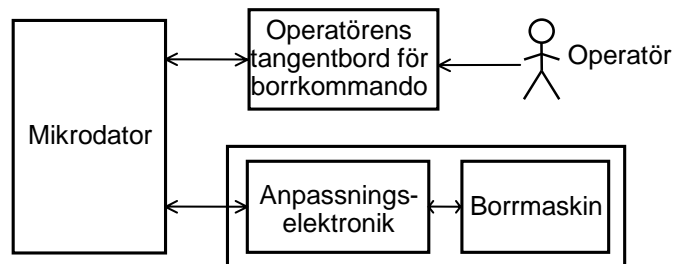 Operatörens
tangentbord för
borrkommando
Operatör
Mikrodator
Anpassnings-
elektronik
Borrmaskin